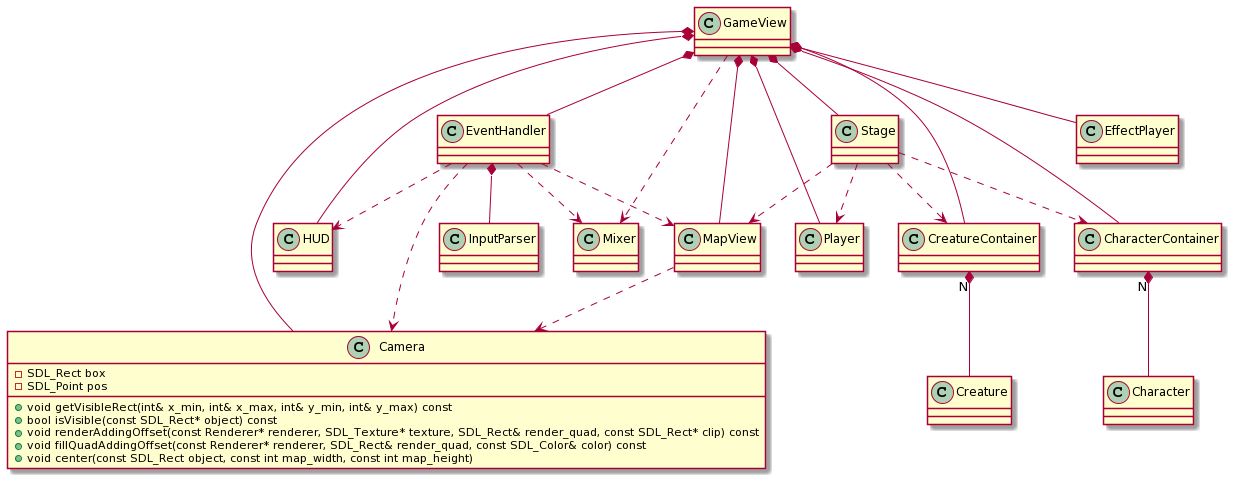 C GameView
C EventHandler
C Stage
C EffectPlayer
C HUD
C InputParser
C Mixer
C MapView
C Player
C CreatureContainer
C CharacterContainer
N
N
C Camera
SDL_Rect box
SDL_Point pos
void getVisibleRect(int& x_min, int& x_max, int& y_min, int& y_max) const
bool isVisible(const SDL_Rect* object) const
void renderAddingOffset(const Renderer* renderer, SDL_Texture* texture, SDL_Rect& render_quad, const SDL_Rect* clip) const
void fillQuadAddingOffset(const Renderer* renderer, SDL_Rect& render_quad, const SDL_Color& color) const
void center(const SDL_Rect object, const int map_width, const int map_height)
C Creature
C Character